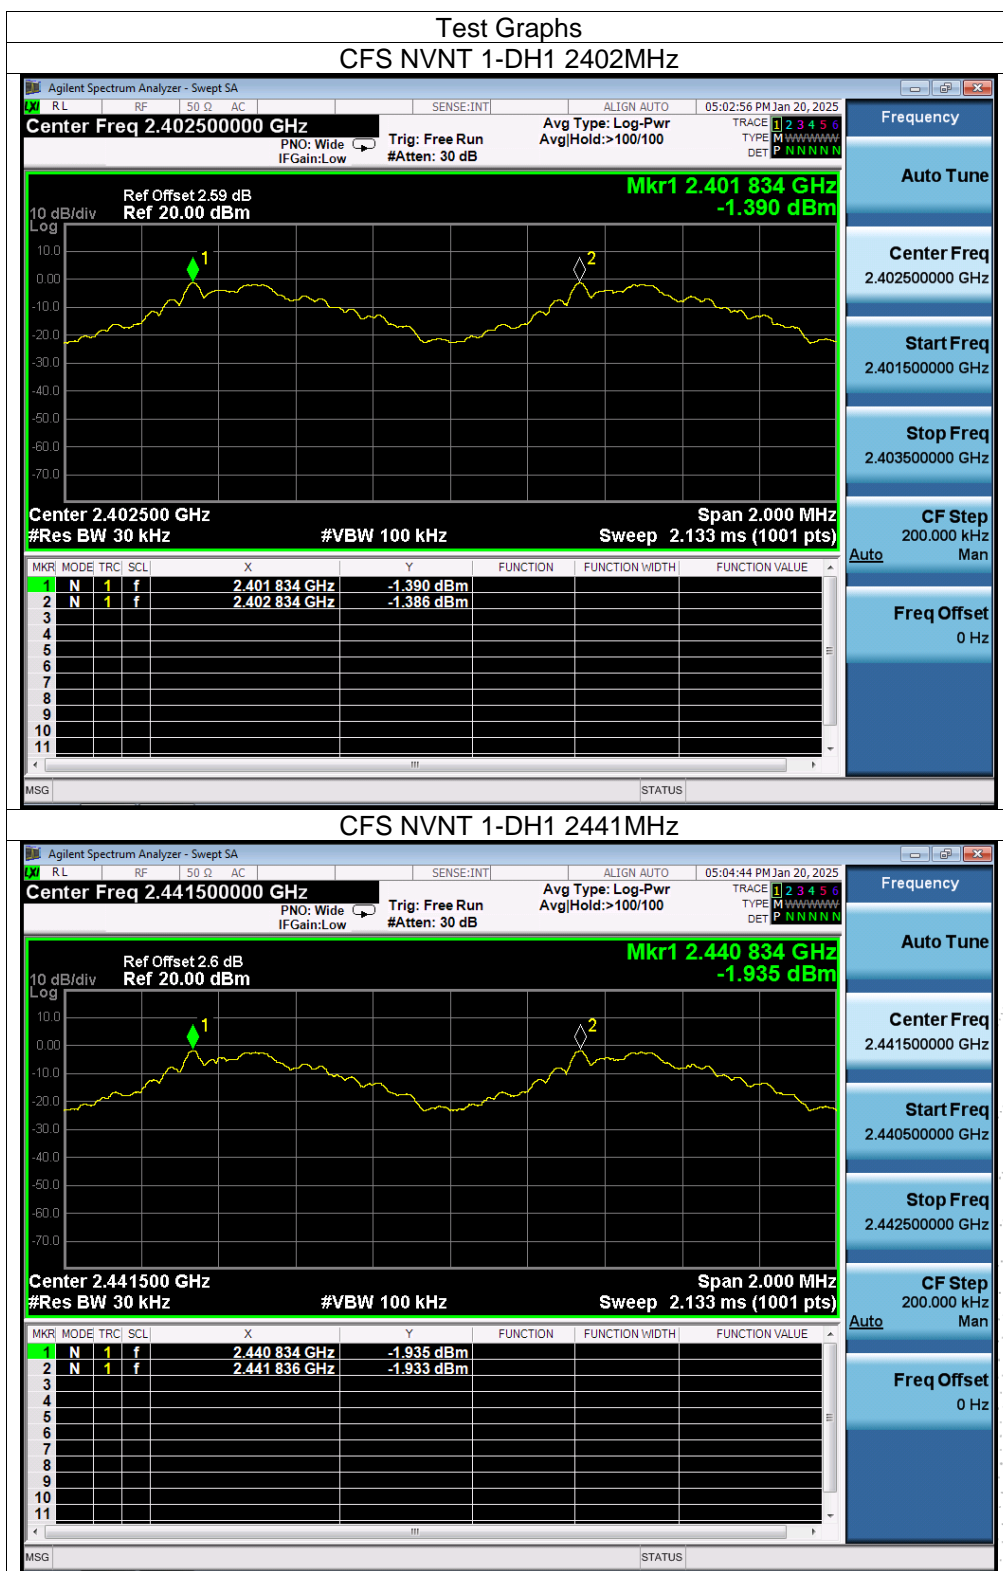 Test Graphs
CFS NVNT 1-DH1 2402MHz
Agilent Spectrum Analyzer - Swept SA
LXI RL RF 50 Ω AC SENSE:INT ALIGN AUTO 05:02:56 PM Jan 20, 2025
Center Freq 2.402500000 GHz
PNO: Wide
IFGain:Low
Trig: Free Run
#Atten: 30 dB
Avg Type: Log-Pwr
Avg|Hold:>100/100
TRACE 1 2 3 4 5 6
TYPE M WWWWW
DET P N N N N N
Frequency
Ref Offset 2.59 dB
10 dB/div Ref 20.00 dBm
Log
Mkr1 2.401 834 GHz
-1.390 dBm
10.0
0.00
-10.0
-20.0
-30.0
-40.0
-50.0
-60.0
-70.0
1
2
Center 2.402500 GHz Span 2.000 MHz
#Res BW 30 kHz #VBW 100 kHz Sweep 2.133 ms (1001 pts)
MKR MODE TRC SCL X Y FUNCTION FUNCTION WIDTH FUNCTION VALUE
1 N 1 f 2.401 834 GHz -1.390 dBm
2 N 1 f 2.402 834 GHz -1.386 dBm
3
4
5
6
7
8
9
10
11
MSG STATUS
Auto Tune
Center Freq
2.402500000 GHz
Start Freq
2.401500000 GHz
Stop Freq
2.403500000 GHz
CF Step
200.000 kHz
Auto Man
Freq Offset
0 Hz
CFS NVNT 1-DH1 2441MHz
Agilent Spectrum Analyzer - Swept SA
LXI RL RF 50 Ω AC SENSE:INT ALIGN AUTO 05:04:44 PM Jan 20, 2025
Center Freq 2.441500000 GHz
PNO: Wide
IFGain:Low
Trig: Free Run
#Atten: 30 dB
Avg Type: Log-Pwr
Avg|Hold:>100/100
TRACE 1 2 3 4 5 6
TYPE M WWWWW
DET P N N N N N
Frequency
Ref Offset 2.6 dB
10 dB/div Ref 20.00 dBm
Log
Mkr1 2.440 834 GHz
-1.935 dBm
10.0
0.00
-10.0
-20.0
-30.0
-40.0
-50.0
-60.0
-70.0
1
2
Center 2.441500 GHz Span 2.000 MHz
#Res BW 30 kHz #VBW 100 kHz Sweep 2.133 ms (1001 pts)
MKR MODE TRC SCL X Y FUNCTION FUNCTION WIDTH FUNCTION VALUE
1 N 1 f 2.440 834 GHz -1.935 dBm
2 N 1 f 2.441 836 GHz -1.933 dBm
3
4
5
6
7
8
9
10
11
MSG STATUS
Auto Tune
Center Freq
2.441500000 GHz
Start Freq
2.440500000 GHz
Stop Freq
2.442500000 GHz
CF Step
200.000 kHz
Auto Man
Freq Offset
0 Hz